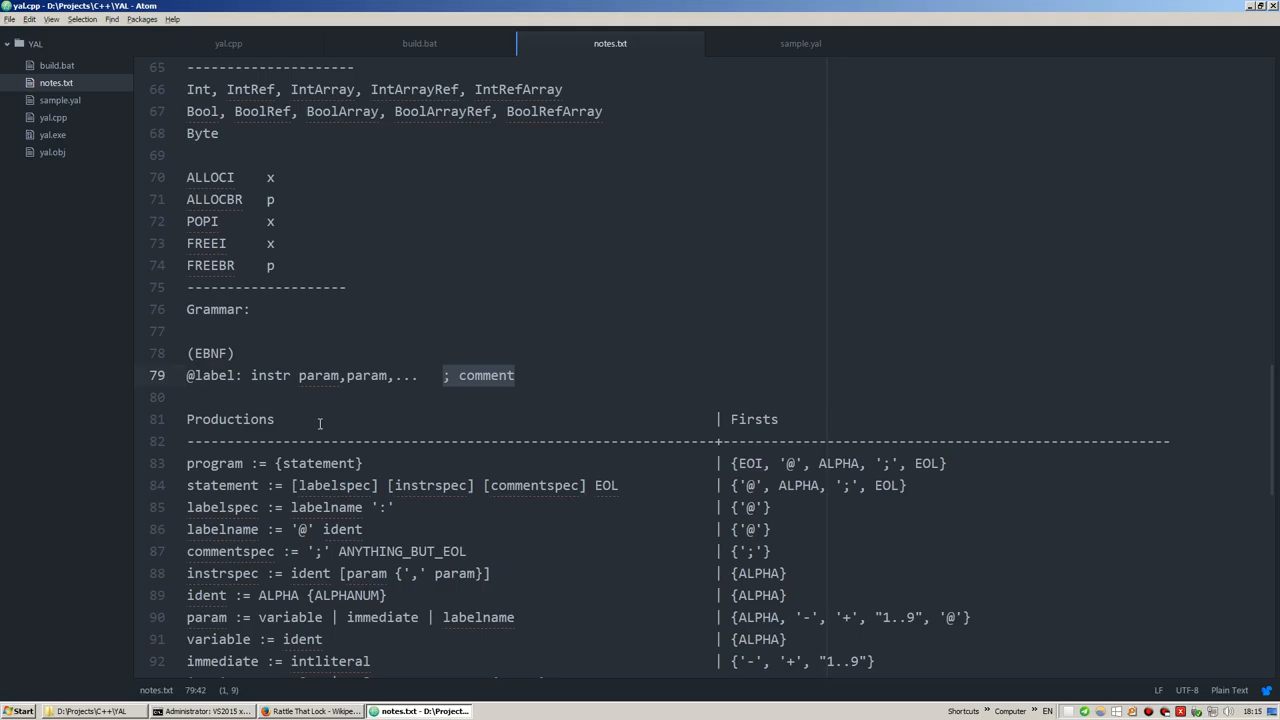 yal.cpp - D:\Projects\C++\YAL - Atom
File Edit View Selection Find Packages Help
YAL
build.bat
notes.txt
sample.yal
yal.cpp
yal.exe
yal.obj
yal.cpp build.bat notes.txt sample.yal
65 ---------------------
66 Int, IntRef, IntArray, IntArrayRef, IntRefArray
67 Bool, BoolRef, BoolArray, BoolArrayRef, BoolRefArray
68 Byte
69
70 ALLOCI x
71 ALLOCBR p
72 POPI x
73 FREEI x
74 FREEBR p
75 --------------------
76 Grammar:
77
78 (EBNF)
79 @label: instr param,param,... ; comment
80
81 Productions | Firsts
82 ------------------------------------------------------------------+--------------------------------------------------------
83 program := {statement} | {EOI, '@', ALPHA, ';', EOL}
84 statement := [labelspec] [instrspec] [commentspec] EOL | {'@', ALPHA, ';', EOL}
85 labelspec := labelname ':' | {'@'}
86 labelname := '@' ident | {'@'}
87 commentspec := ';' ANYTHING_BUT_EOL | {';'}
88 instrspec := ident [param {',' param}] | {ALPHA}
89 ident := ALPHA {ALPHANUM} | {ALPHA}
90 param := variable | immediate | labelname | {ALPHA, '-', '+', "1..9", '@'}
91 variable := ident | {ALPHA}
92 immediate := intliteral | {'-', '+', "1..9"}
notes.txt 79:42 (1, 9) LF UTF-8 Plain Text
Start D:\Projects\C++\YAL Administrator: VS2015 x... Rattle That Lock - Wikipe... notes.txt - D:\Project... Shortcuts » Computer » EN 18:15